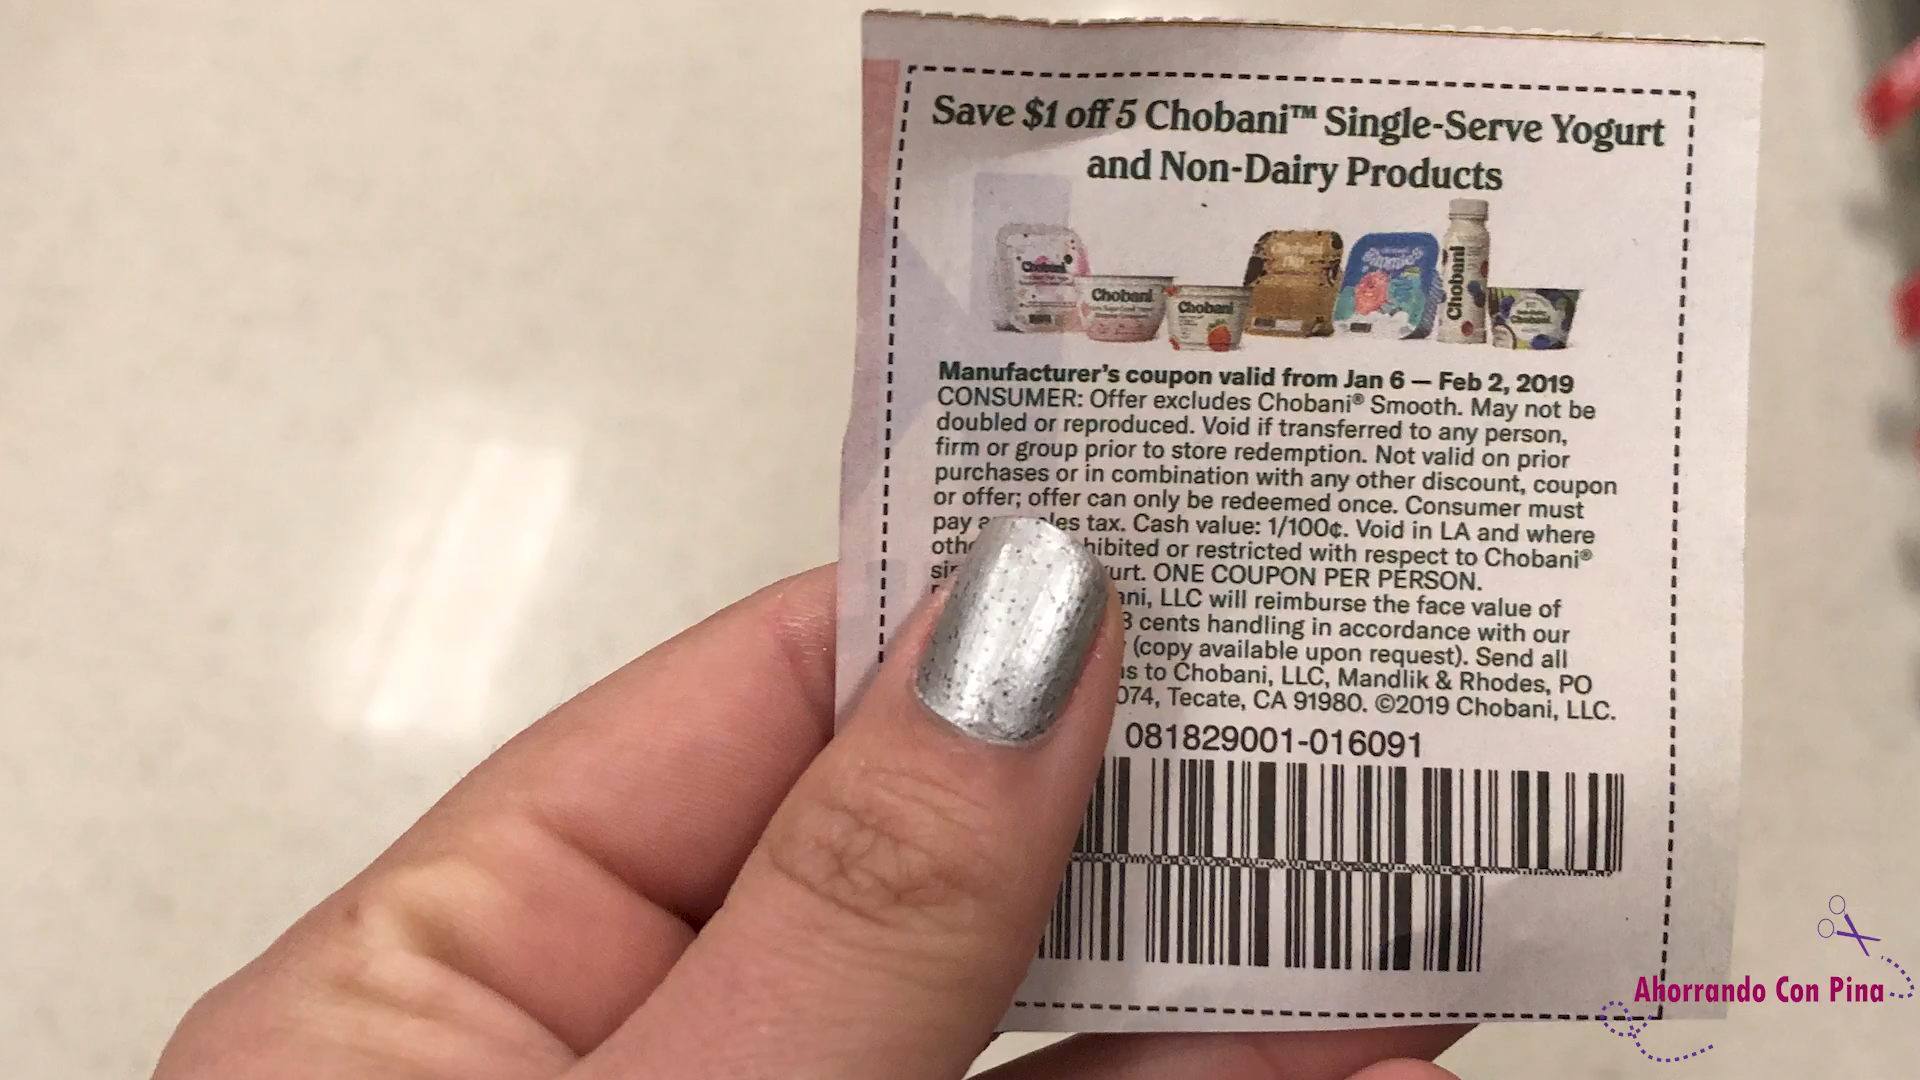 Save $1 off 5 Chobani™ Single-Serve Yogurt
and Non-Dairy Products
Chobani
Chobani
Chobani
Chobani
Chobani
Manufacturer's coupon valid from Jan 6 — Feb 2, 2019
CONSUMER: Offer excludes Chobani® Smooth. May not be
doubled or reproduced. Void if transferred to any person,
firm or group prior to store redemption. Not valid on prior
purchases or in combination with any other discount, coupon
or offer; offer can only be redeemed once. Consumer must
pay tax. Cash value: 1/100¢. Void in LA and where
or restricted with respect to Chobani®
ONE COUPON PER PERSON.
LLC will reimburse the face value of
cents handling in accordance with our
(copy available upon request). Send all
to Chobani, LLC, Mandlik & Rhodes, PO
Tecate, CA 91980. ©2019 Chobani, LLC.
081829001-016091
Ahorrando Con Pina